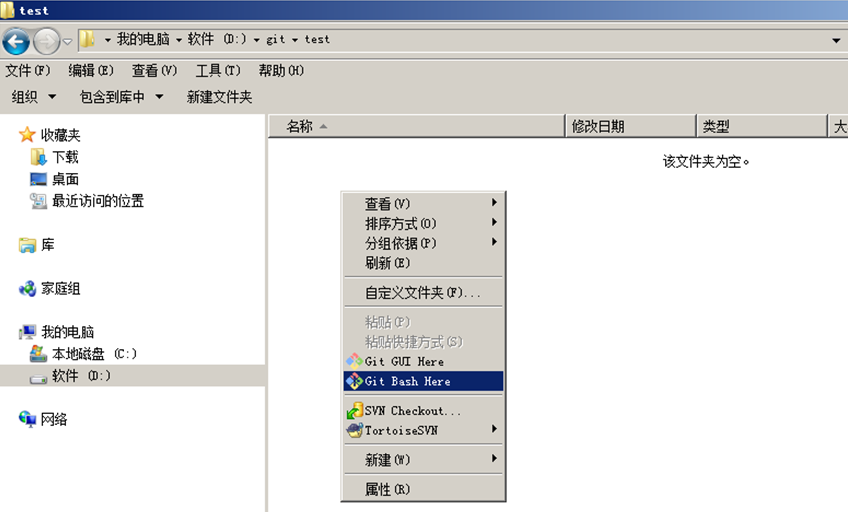 test
我的电脑 软件 (D:) git test
文件(F) 编辑(E) 查看(V) 工具(T) 帮助(H)
组织 包含到库中 新建文件夹
收藏夹
下载
桌面
最近访问的位置
库
家庭组
我的电脑
本地磁盘 (C:)
软件 (D:)
网络
名称 修改日期 类型 大
该文件夹为空。
查看(V)
排序方式(O)
分组依据(P)
刷新(E)
自定义文件夹(F)...
粘贴(P)
粘贴快捷方式(S)
Git GUI Here
Git Bash Here
SVN Checkout...
TortoiseSVN
新建(W)
属性(R)